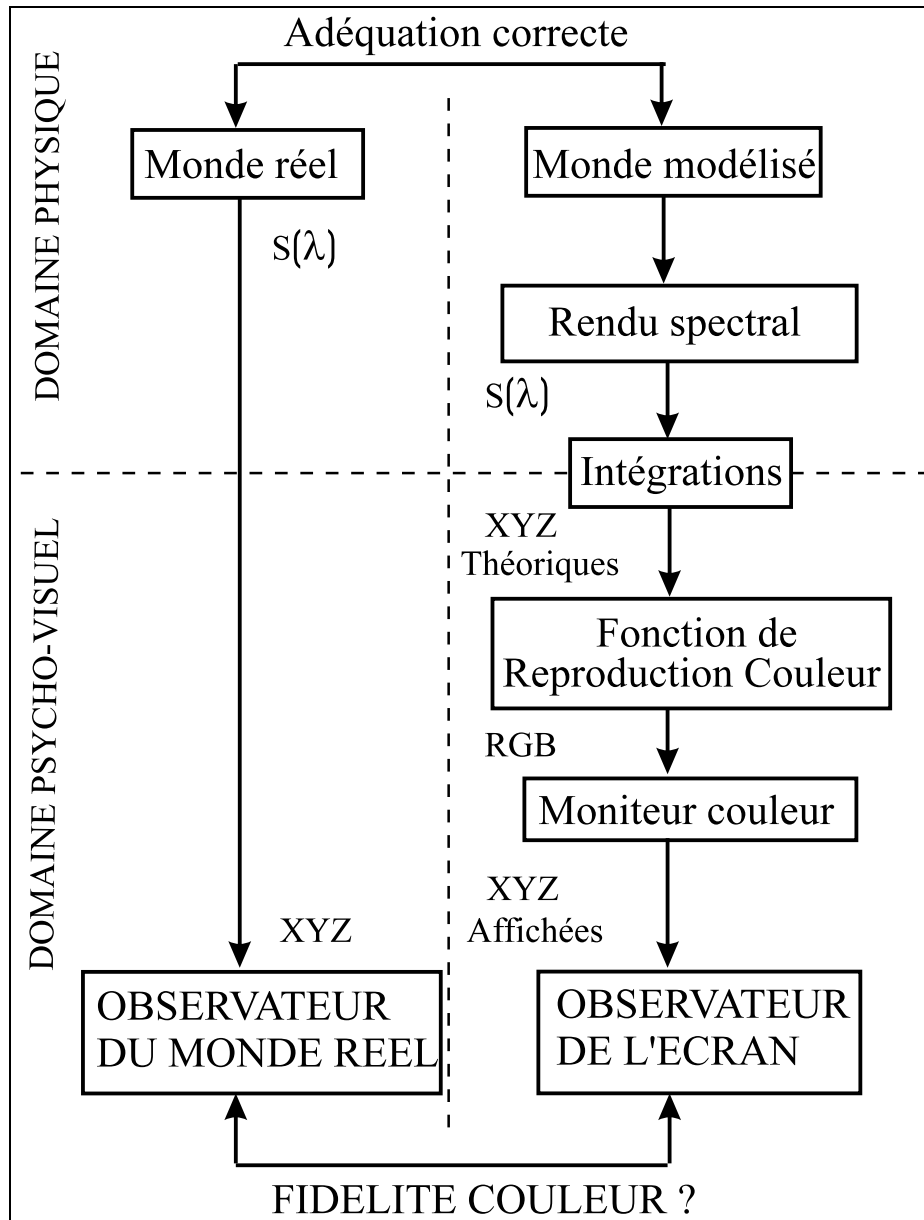 Adéquation correcte
DOMAINE PHYSIQUE
Monde réel
Monde modélisé
S(λ)
Rendu spectral
S(λ)
Intégrations
DOMAINE PSYCHO-VISUEL
XYZ
Théoriques
Fonction de
Reproduction Couleur
RGB
Moniteur couleur
XYZ
Affichées
XYZ
OBSERVATEUR
DU MONDE REEL
OBSERVATEUR
DE L'ECRAN
FIDELITE COULEUR ?